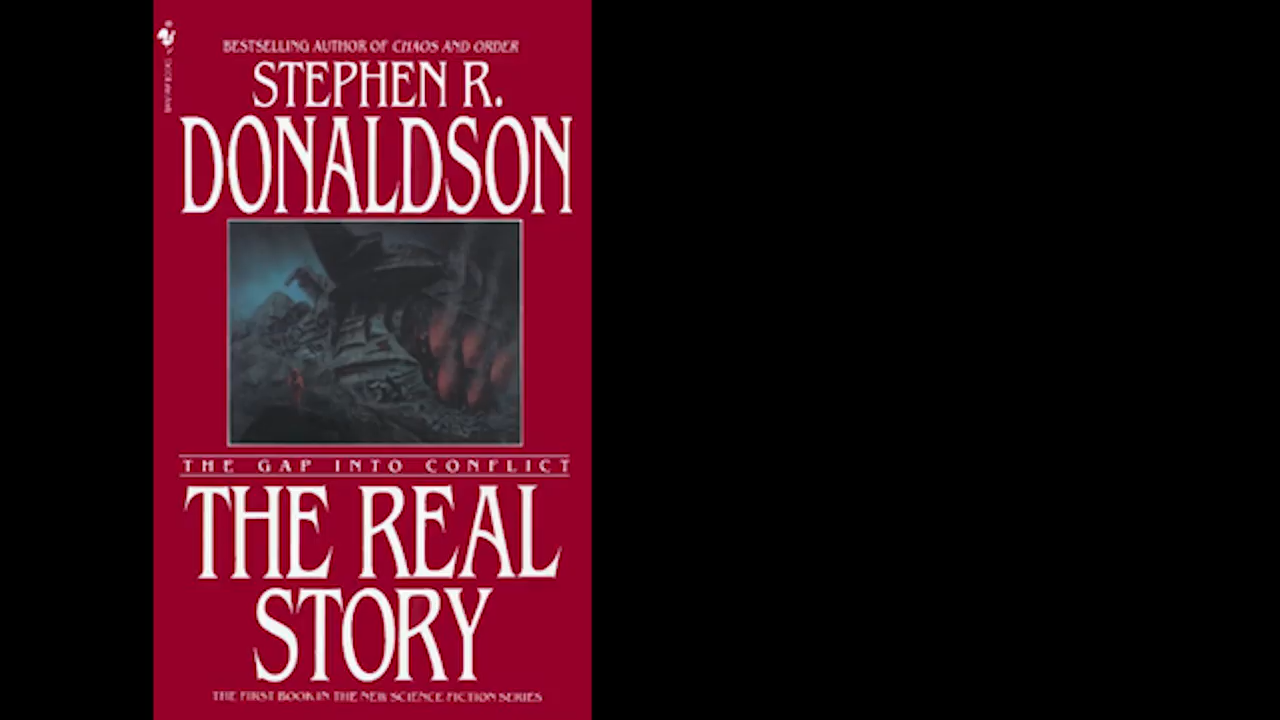 BESTSELLING AUTHOR OF CHAOS AND ORDER
STEPHEN R.
DONALDSON
THE GAP INTO CONFLICT
THE REAL
STORY
THE FIRST BOOK IN THE NEW SCIENCE FICTION SERIES